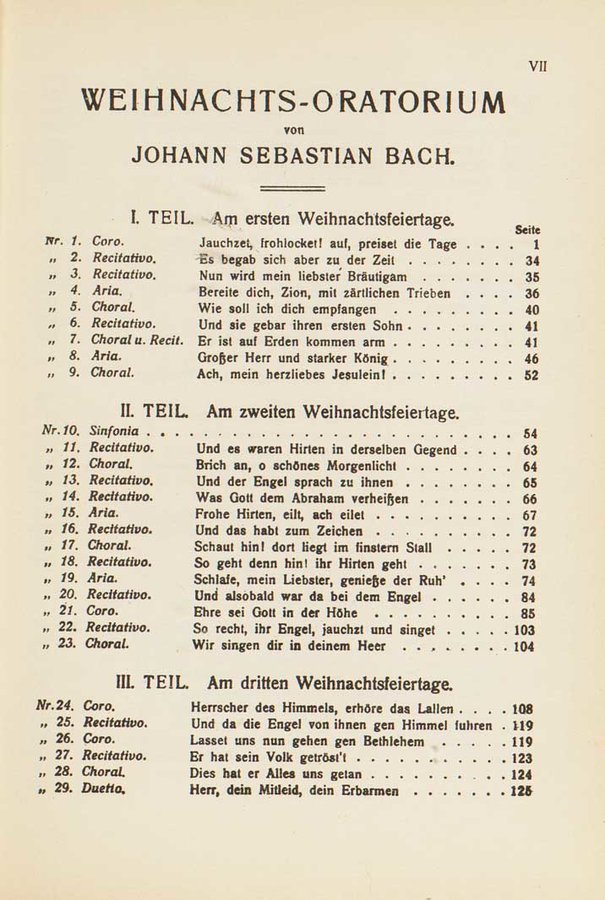 VII
WEIHNACHTS-ORATORIUM
von
JOHANN SEBASTIAN BACH.
I. TEIL. Am ersten Weihnachtsfeiertage.
Seite
Nr. 1. Coro. Jauchzet, frohlocket! auf, preiset die Tage . . . . 1
„ 2. Recitativo. Es begab sich aber zu der Zeit . . . . . . . . 34
„ 3. Recitativo. Nun wird mein liebster Bräutigam . . . . . . . 35
„ 4. Aria. Bereite dich, Zion, mit zärtlichen Trieben . . . . 36
„ 5. Choral. Wie soll ich dich empfangen . . . . . . . . . 40
„ 6. Recitativo. Und sie gebar ihren ersten Sohn . . . . . . . . 41
„ 7. Choral u. Recit. Er ist auf Erden kommen arm . . . . . . . . 41
„ 8. Aria. Großer Herr und starker König . . . . . . . . . 46
„ 9. Choral. Ach, mein herzliebes Jesulein! . . . . . . . . . 52
II. TEIL. Am zweiten Weihnachtsfeiertage.
Nr. 10. Sinfonia . . . . . . . . . . . . . . . . . . . . . . . . 54
„ 11. Recitativo. Und es waren Hirten in derselben Gegend . . . . 63
„ 12. Choral. Brich an, o schönes Morgenlicht . . . . . . . . 64
„ 13. Recitativo. Und der Engel sprach zu ihnen . . . . . . . . 65
„ 14. Recitativo. Was Gott dem Abraham verheißen . . . . . . . 66
„ 15. Aria. Frohe Hirten, eilt, ach eilet . . . . . . . . . . 67
„ 16. Recitativo. Und das habt zum Zeichen . . . . . . . . . . 72
„ 17. Choral. Schaut hin! dort liegt im finstern Stall . . . . . 72
„ 18. Recitativo. So geht denn hin! ihr Hirten geht . . . . . . . 73
„ 19. Aria. Schlafe, mein Liebster, genieße der Ruh' . . . . 74
„ 20. Recitativo. Und alsobald war da bei dem Engel . . . . . . 84
„ 21. Coro. Ehre sei Gott in der Höhe . . . . . . . . . . 85
„ 22. Recitativo. So recht, ihr Engel, jauchzt und singet . . . . . 103
„ 23. Choral. Wir singen dir in deinem Heer . . . . . . . . 104
III. TEIL. Am dritten Weihnachtsfeiertage.
Nr. 24. Coro. Herrscher des Himmels, erhöre das Lallen . . . . 108
„ 25. Recitativo. Und da die Engel von ihnen gen Himmel fuhren . 119
„ 26. Coro. Lasset uns nun gehen gen Bethlehem . . . . . 119
„ 27. Recitativo. Er hat sein Volk getröst't . . . . . . . . . . . 123
„ 28. Choral. Dies hat er Alles uns getan . . . . . . . . . . 124
„ 29. Duetto. Herr, dein Mitleid, dein Erbarmen . . . . . . . 125